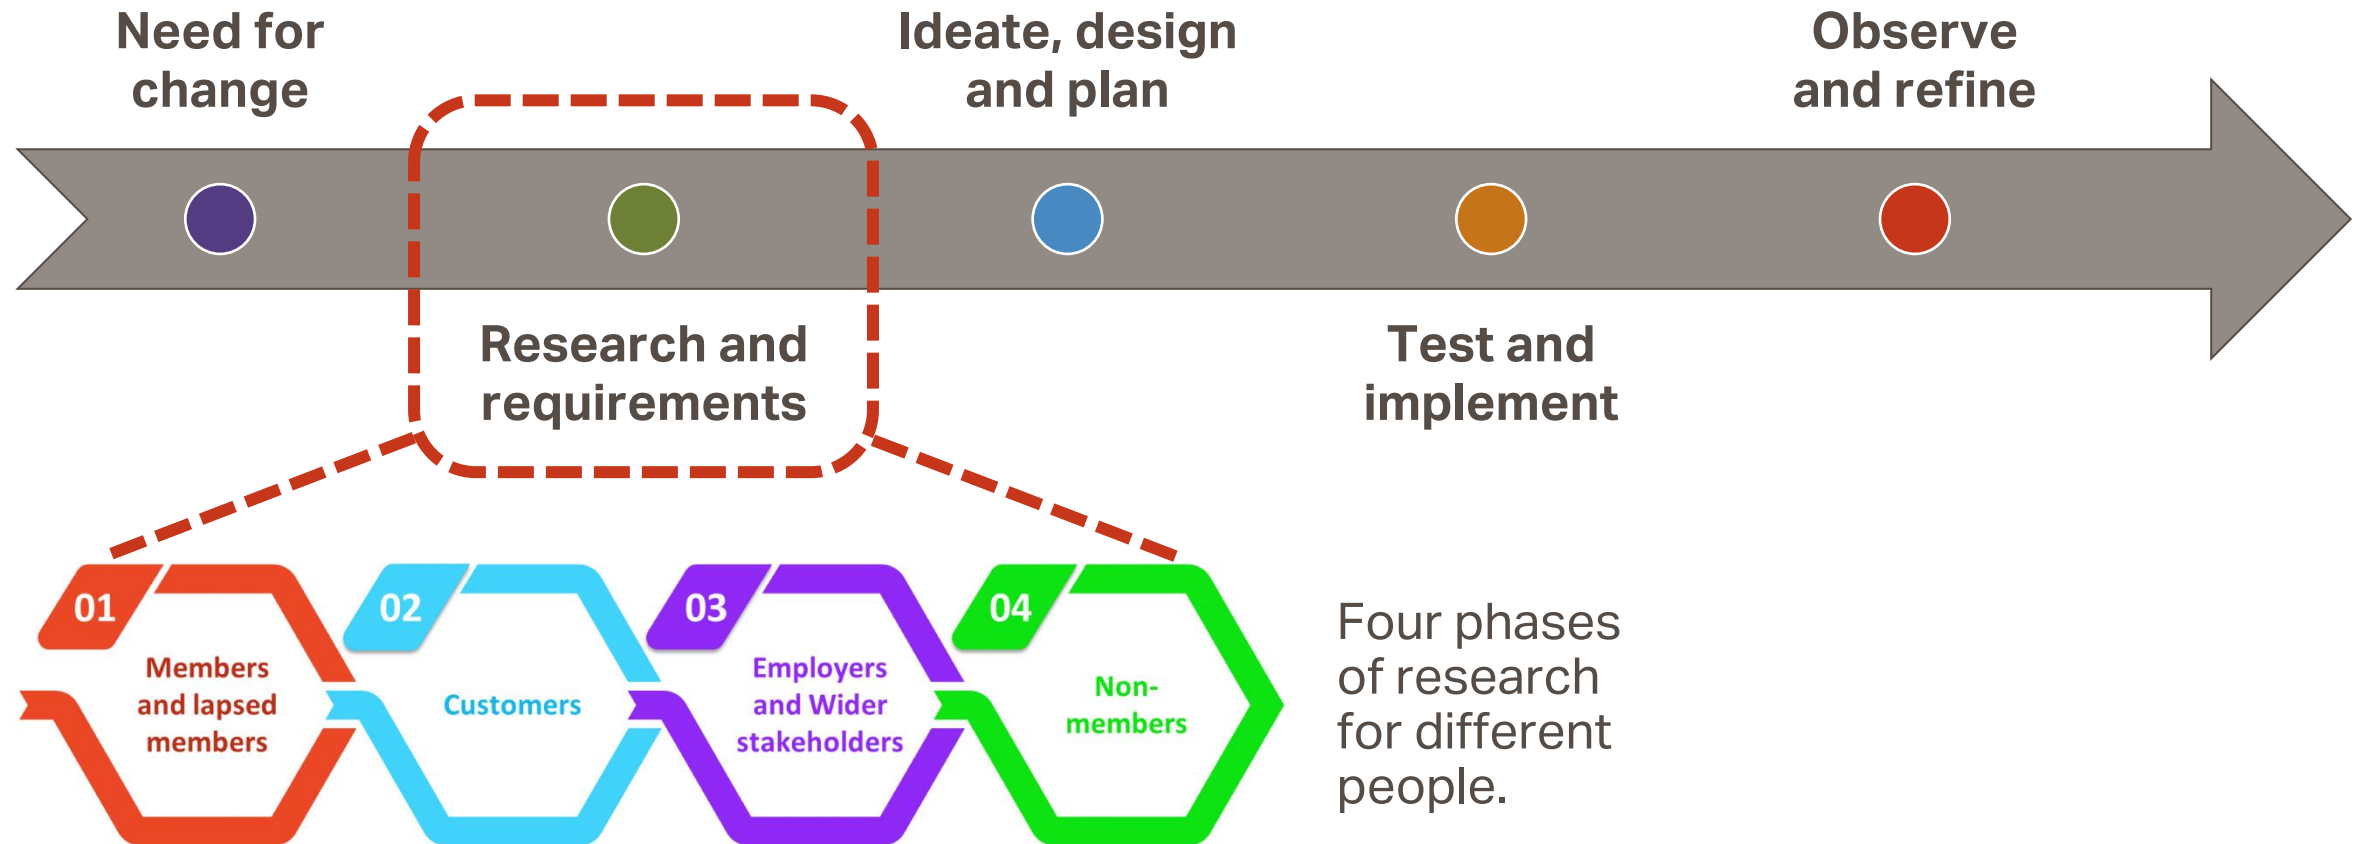 Need for
change
Ideate, design
and plan
Observe
and refine
Research and
requirements
Test and
implement
01
Members
and lapsed
members
02
Customers
03
Employers
and Wider
stakeholders
04
Non-
members
Four phases
of research
for different
people.